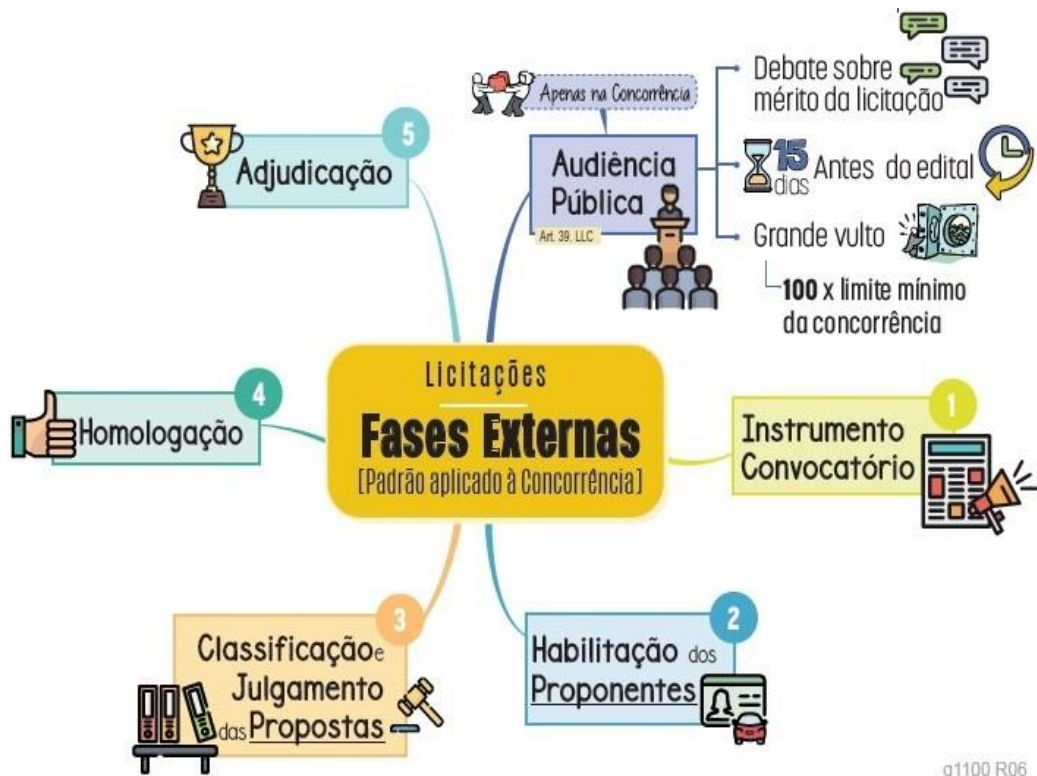 Licitações
Fases Externas
[Padrão aplicado à Concorrência]
Apenas na Concorrência
Audiência
Pública
Art. 39. LLC
Debate sobre
mérito da licitação
15
dias
Antes do edital
Grande vulto
100 x limite mínimo
da concorrência
1
Instrumento
Convocatório
2
Habilitação dos
Proponentes
3
Classificação e
Julgamento
das Propostas
4
Homologação
5
Adjudicação
g1100 R06